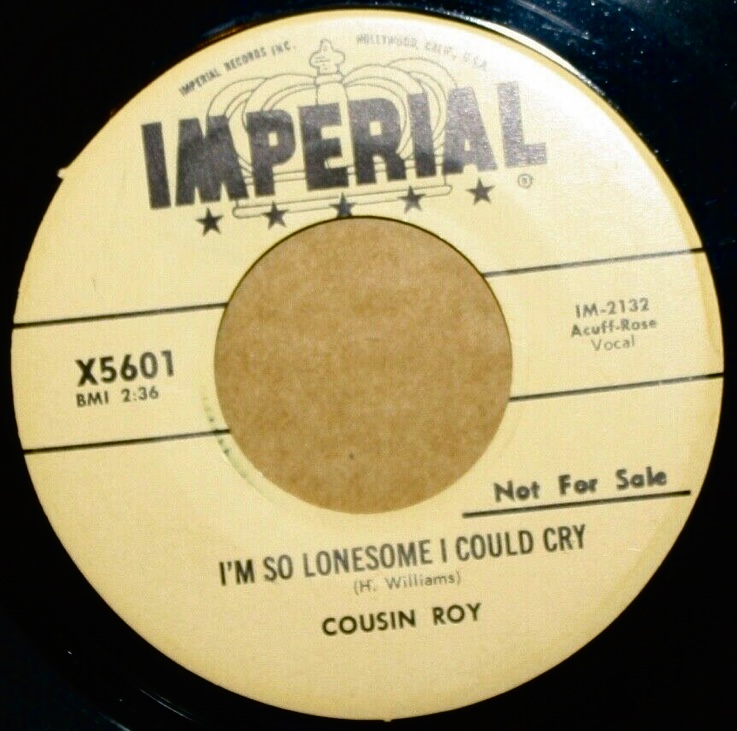 IMPERIAL RECORDS INC. HOLLYWOOD, CALIF., U.S.A.
IMPERIAL
®
X5601
BMI 2:36
IM-2132
Acuff-Rose
Vocal
Not For Sale
I'M SO LONESOME I COULD CRY
(H. Williams)
COUSIN ROY